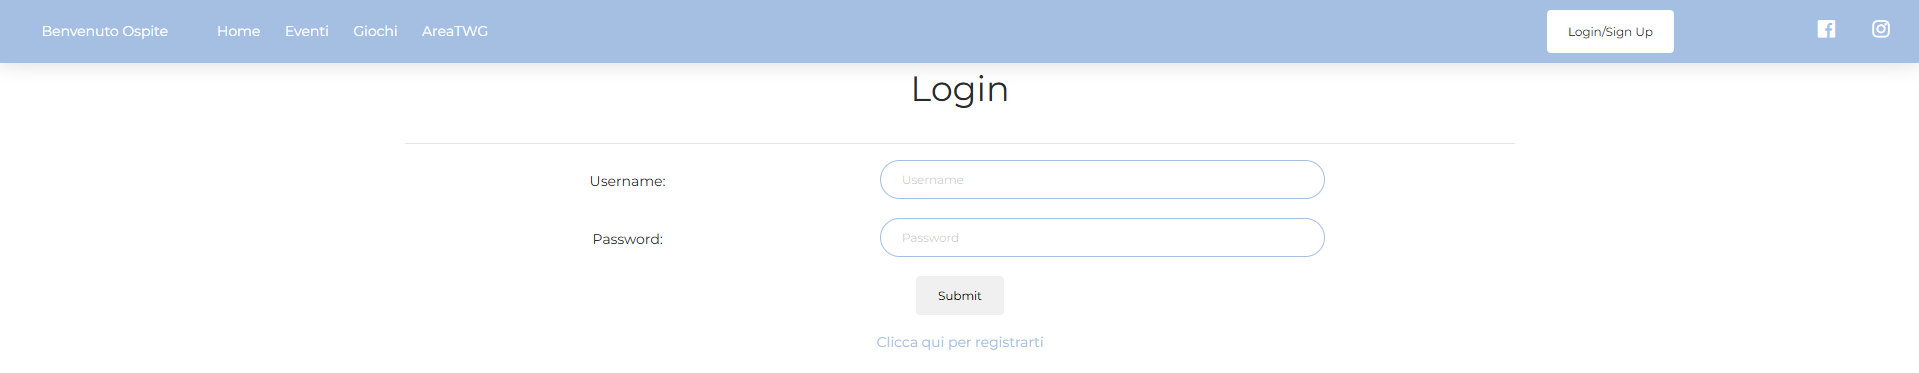 Benvenuto Ospite Home Eventi Giochi AreaTWG Login/Sign Up
Login
Username: Username
Password: Password
Submit
Clicca qui per registrarti